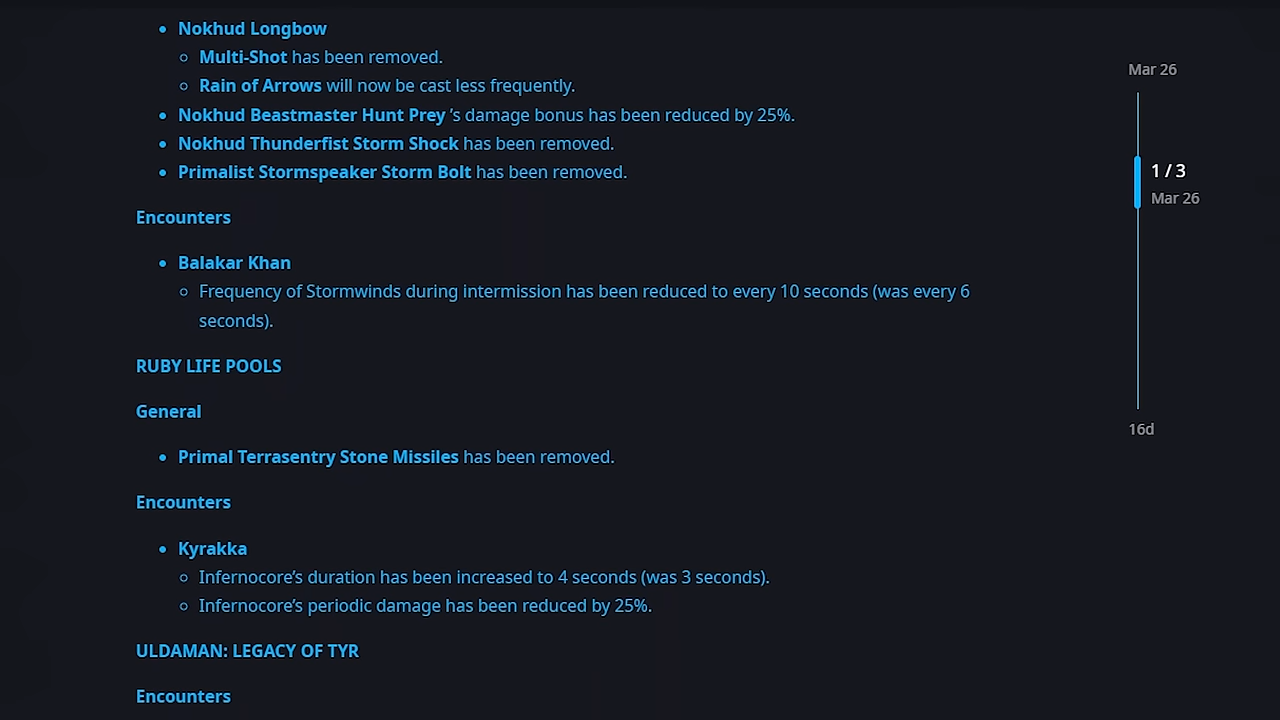 Nokhud Longbow
Multi-Shot has been removed.
Rain of Arrows will now be cast less frequently.
Nokhud Beastmaster Hunt Prey ’s damage bonus has been reduced by 25%.
Nokhud Thunderfist Storm Shock has been removed.
Primalist Stormspeaker Storm Bolt has been removed.
Encounters
Balakar Khan
Frequency of Stormwinds during intermission has been reduced to every 10 seconds (was every 6
seconds).
RUBY LIFE POOLS
General
Primal Terrasentry Stone Missiles has been removed.
Encounters
Kyrakka
Infernocore’s duration has been increased to 4 seconds (was 3 seconds).
Infernocore’s periodic damage has been reduced by 25%.
ULDAMAN: LEGACY OF TYR
Encounters
Mar 26
1 / 3
Mar 26
16d